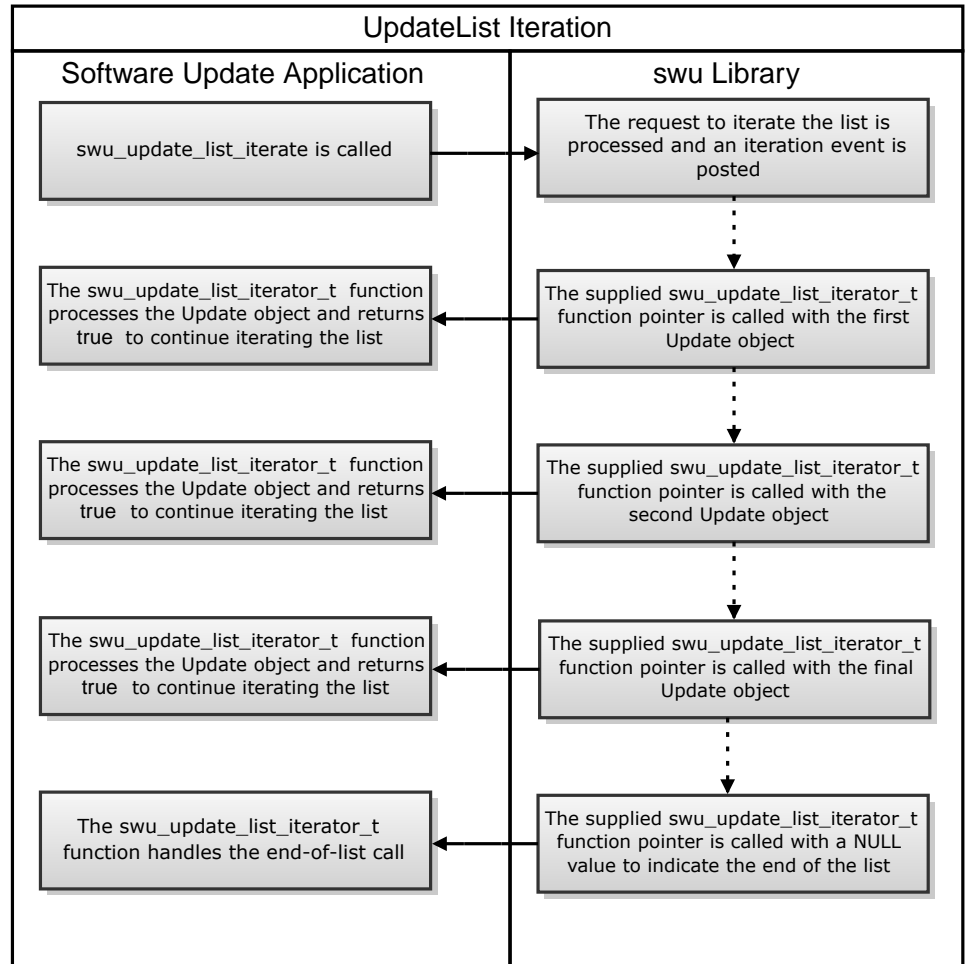 UpdateList Iteration
Software Update Application
swu Library
swu_update_list_iterate is called
The request to iterate the list is
processed and an iteration event is
posted
The swu_update_list_iterator_t function
processes the Update object and returns
true to continue iterating the list
The supplied swu_update_list_iterator_t
function pointer is called with the first
Update object
The swu_update_list_iterator_t function
processes the Update object and returns
true to continue iterating the list
The supplied swu_update_list_iterator_t
function pointer is called with the
second Update object
The swu_update_list_iterator_t function
processes the Update object and returns
true to continue iterating the list
The supplied swu_update_list_iterator_t
function pointer is called with the final
Update object
The swu_update_list_iterator_t
function handles the end-of-list call
The supplied swu_update_list_iterator_t
function pointer is called with a NULL
value to indicate the end of the list